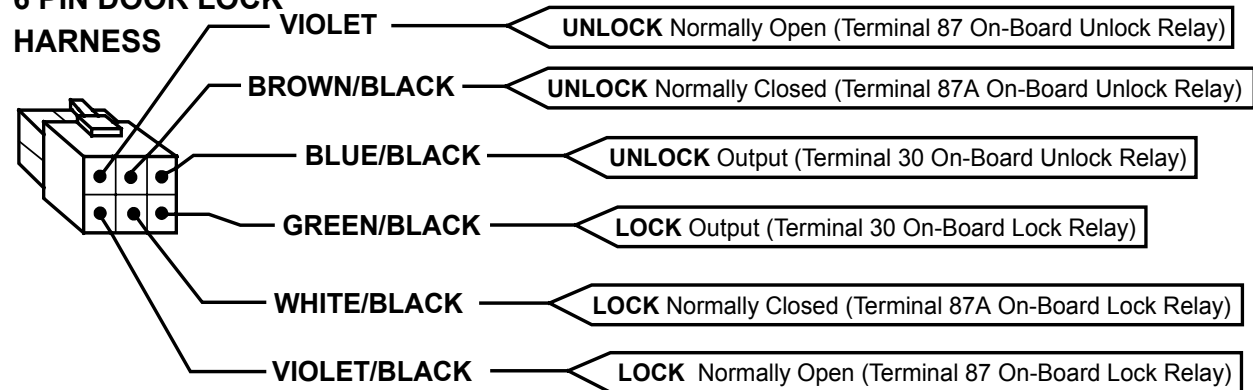 6 PIN DOOR LOCK
HARNESS
VIOLET UNLOCK Normally Open (Terminal 87 On-Board Unlock Relay)
BROWN/BLACK UNLOCK Normally Closed (Terminal 87A On-Board Unlock Relay)
BLUE/BLACK UNLOCK Output (Terminal 30 On-Board Unlock Relay)
GREEN/BLACK LOCK Output (Terminal 30 On-Board Lock Relay)
WHITE/BLACK LOCK Normally Closed (Terminal 87A On-Board Lock Relay)
VIOLET/BLACK LOCK Normally Open (Terminal 87 On-Board Lock Relay)